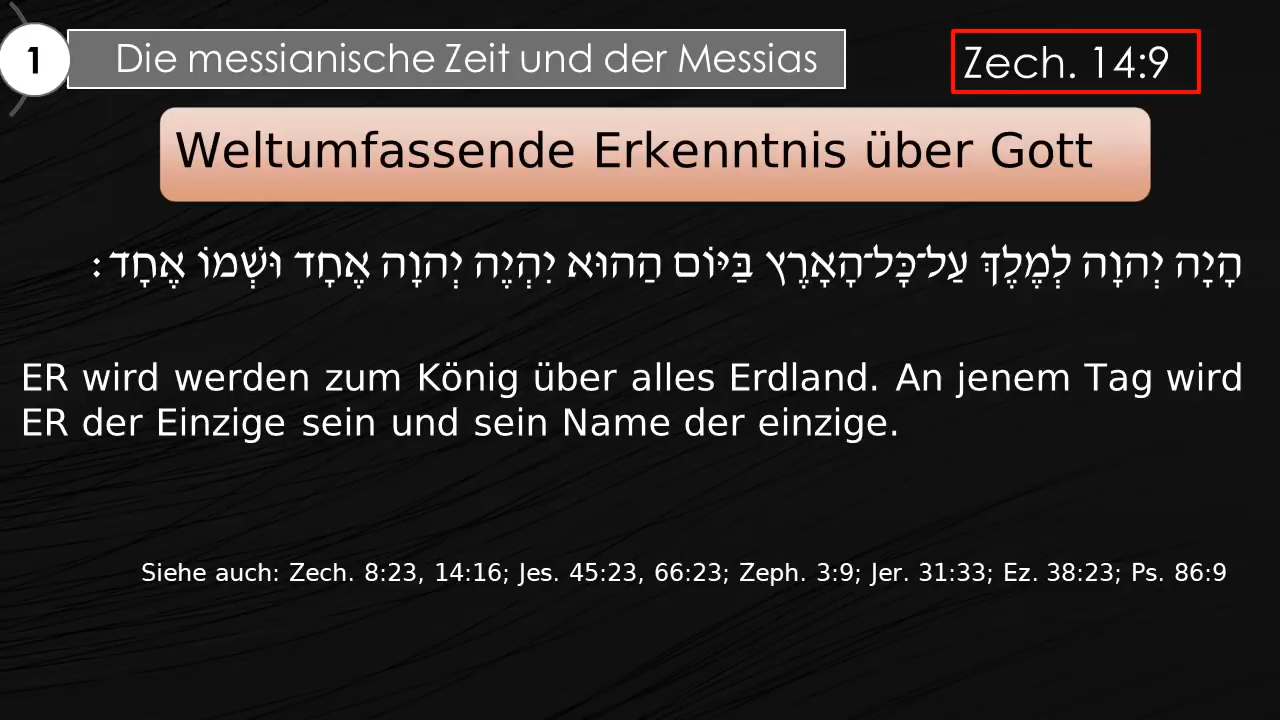 1
Die messianische Zeit und der Messias
Zech. 14:9
Weltumfassende Erkenntnis über Gott
הָיָה יְהוָה לְמֶלֶךְ עַל־כָּל־הָאָרֶץ בַּיּוֹם הַהוּא יִהְיֶה יְהוָה אֶחָד וּשְׁמוֹ אֶחָד׃
ER wird werden zum König über alles Erdland. An jenem Tag wird
ER der Einzige sein und sein Name der einzige.
Siehe auch: Zech. 8:23, 14:16; Jes. 45:23, 66:23; Zeph. 3:9; Jer. 31:33; Ez. 38:23; Ps. 86:9